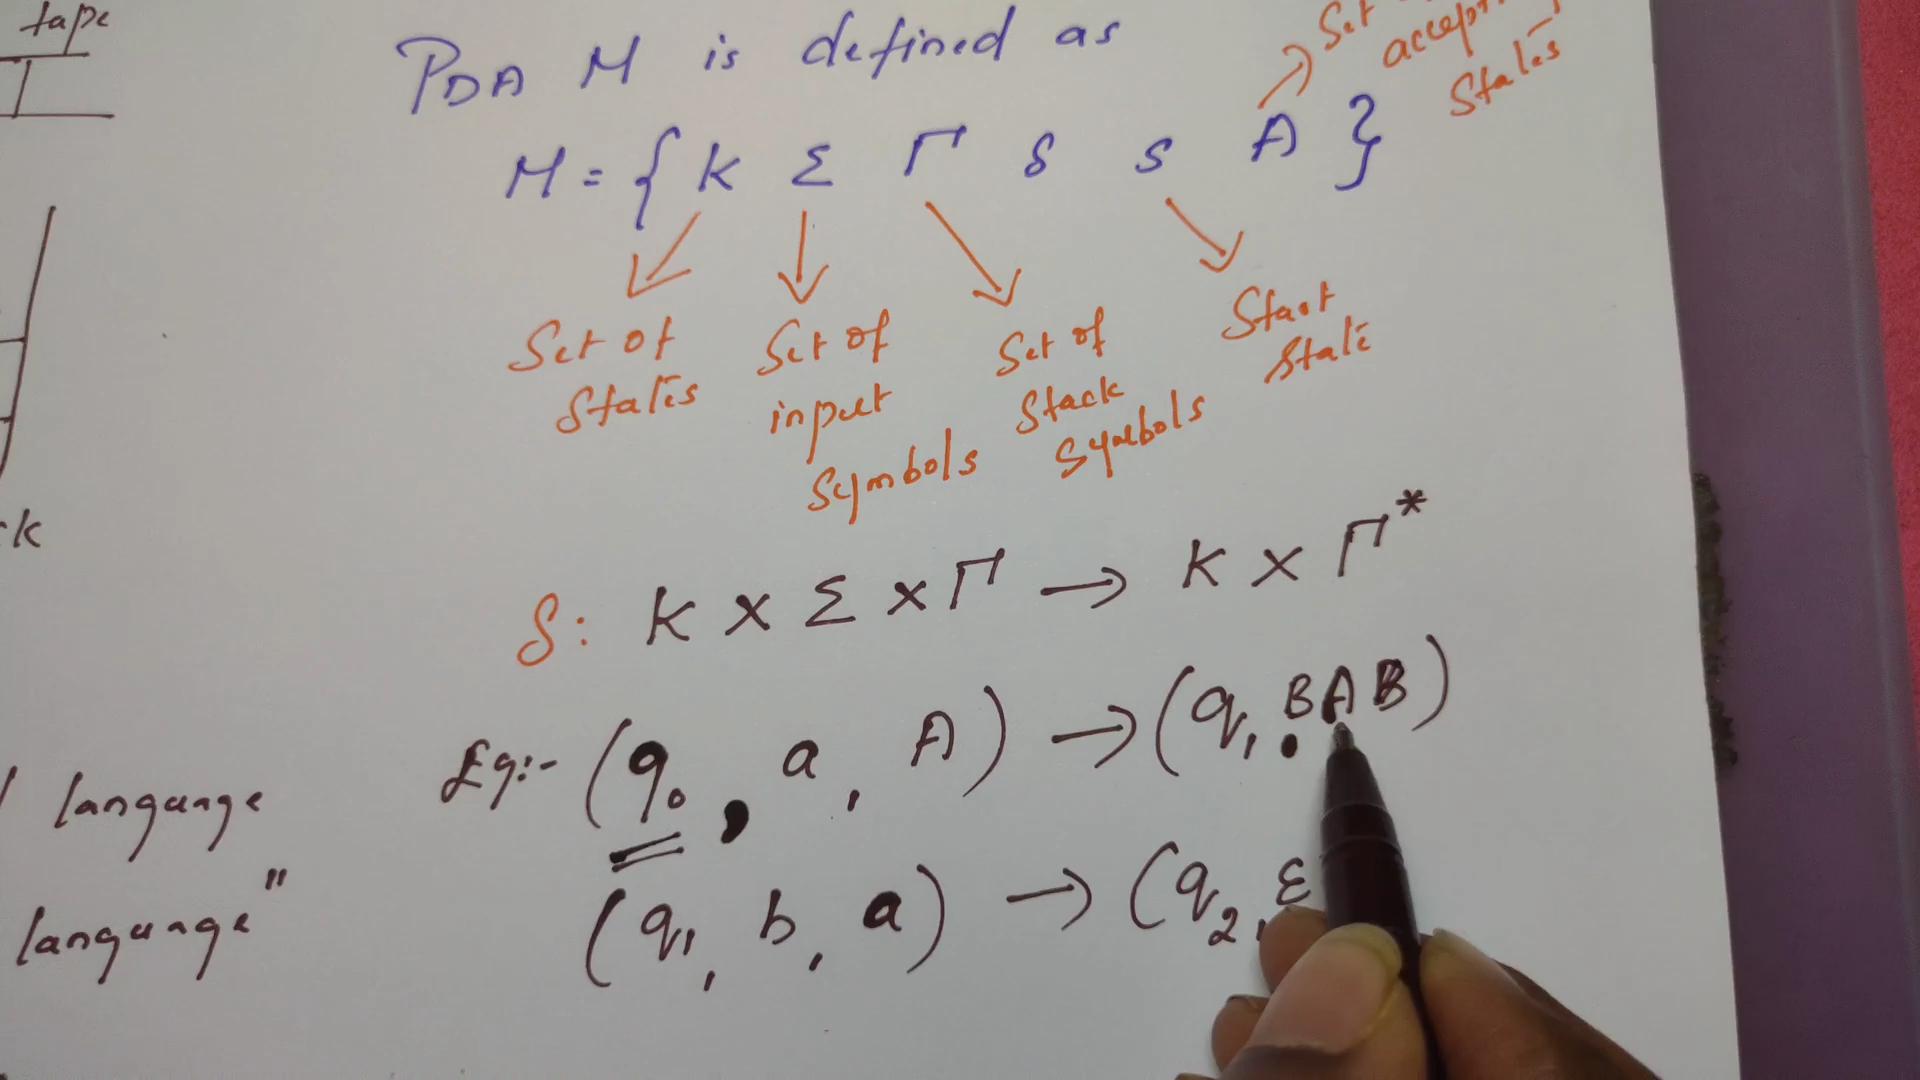 tape
PDA M is defined as
M = { K Σ Γ δ s A }
Set
accept
states
Set of
states
Set of
input
symbols
Set of
stack
symbols
Start
state
δ: K x Σ x Γ → K x Γ*
Eg:- (q0, a, A) → (q1, BAB)
(q1, b, a) → (q2, ε
language
language"